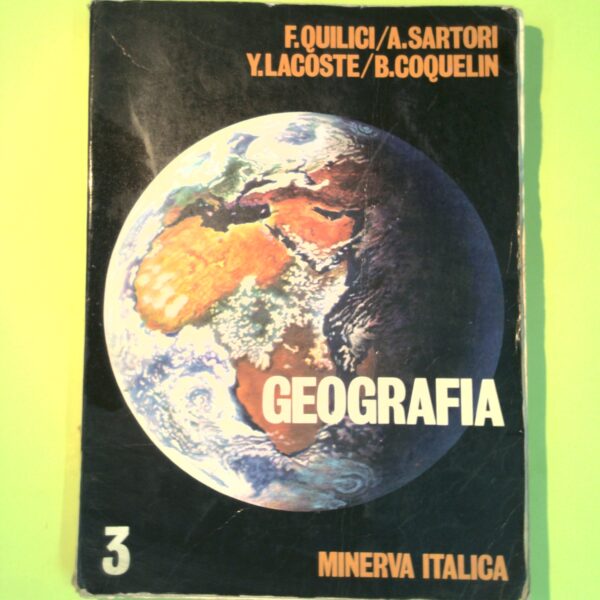 F.QUILICI/A.SARTORI
Y.LACOSTE/B.COQUELIN
GEOGRAFIA
3
MINERVA ITALICA